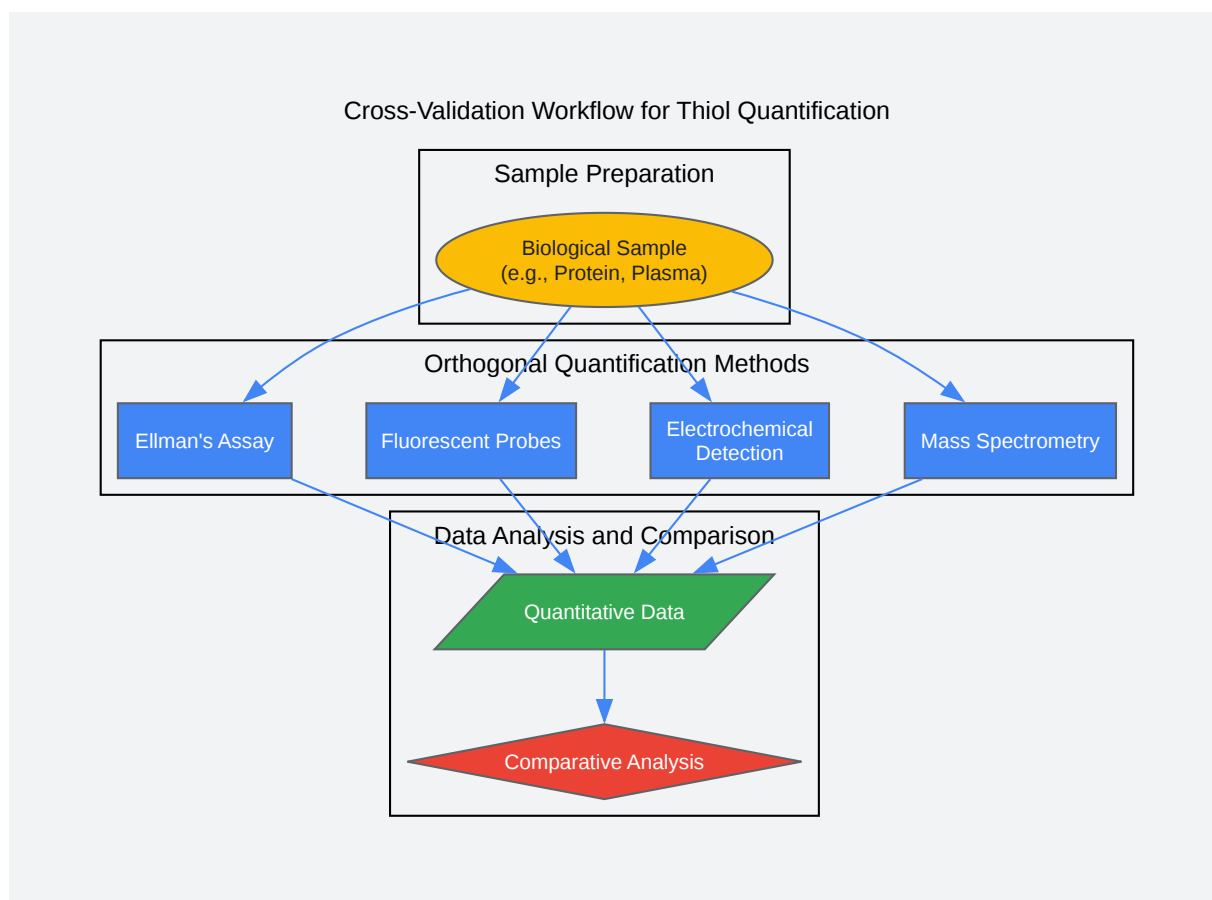 Cross-Validation Workflow for Thiol Quantification
Sample Preparation
Biological Sample
(e.g., Protein, Plasma)
Orthogonal Quantification Methods
Ellman's Assay
Fluorescent Probes
Electrochemical
Detection
Mass Spectrometry
Data Analysis and Comparison
Quantitative Data
Comparative Analysis